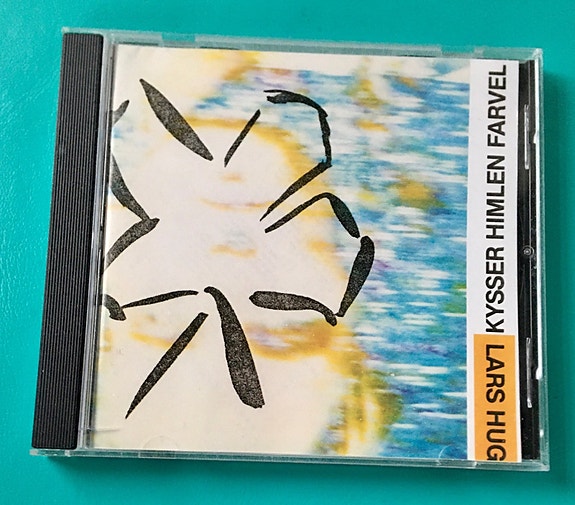 LARS HUG KYSSER HIMLEN FARVEL